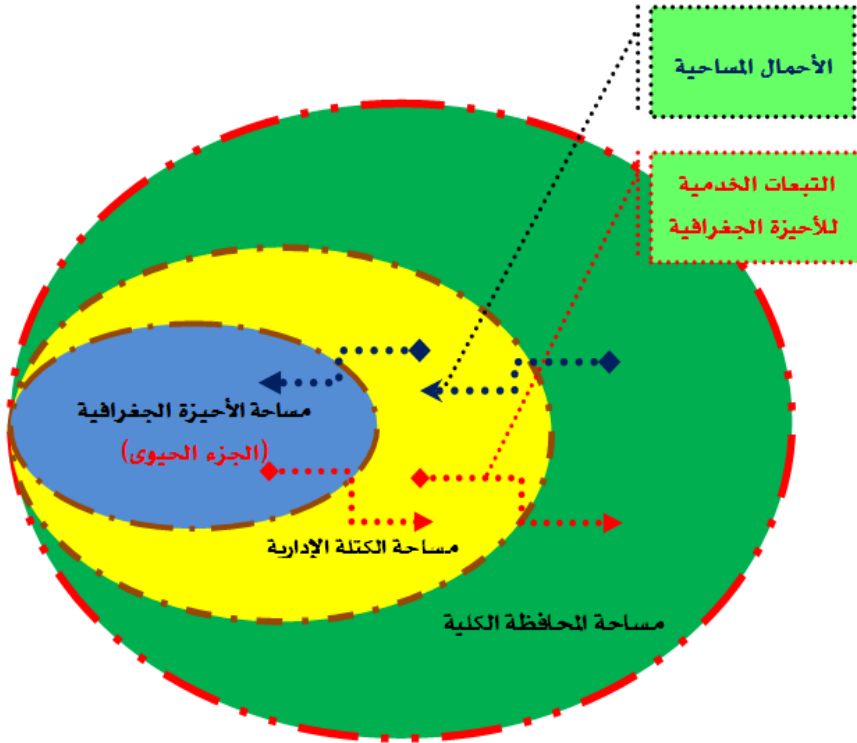 الأحمال المساحية
التبعات الخدمية
للأحيزة الجغرافية
مساحة الأحيزة الجغرافية
(الجزء الحيوى)
مساحة الكتلة الإدارية
مساحة المحافظة الكلية